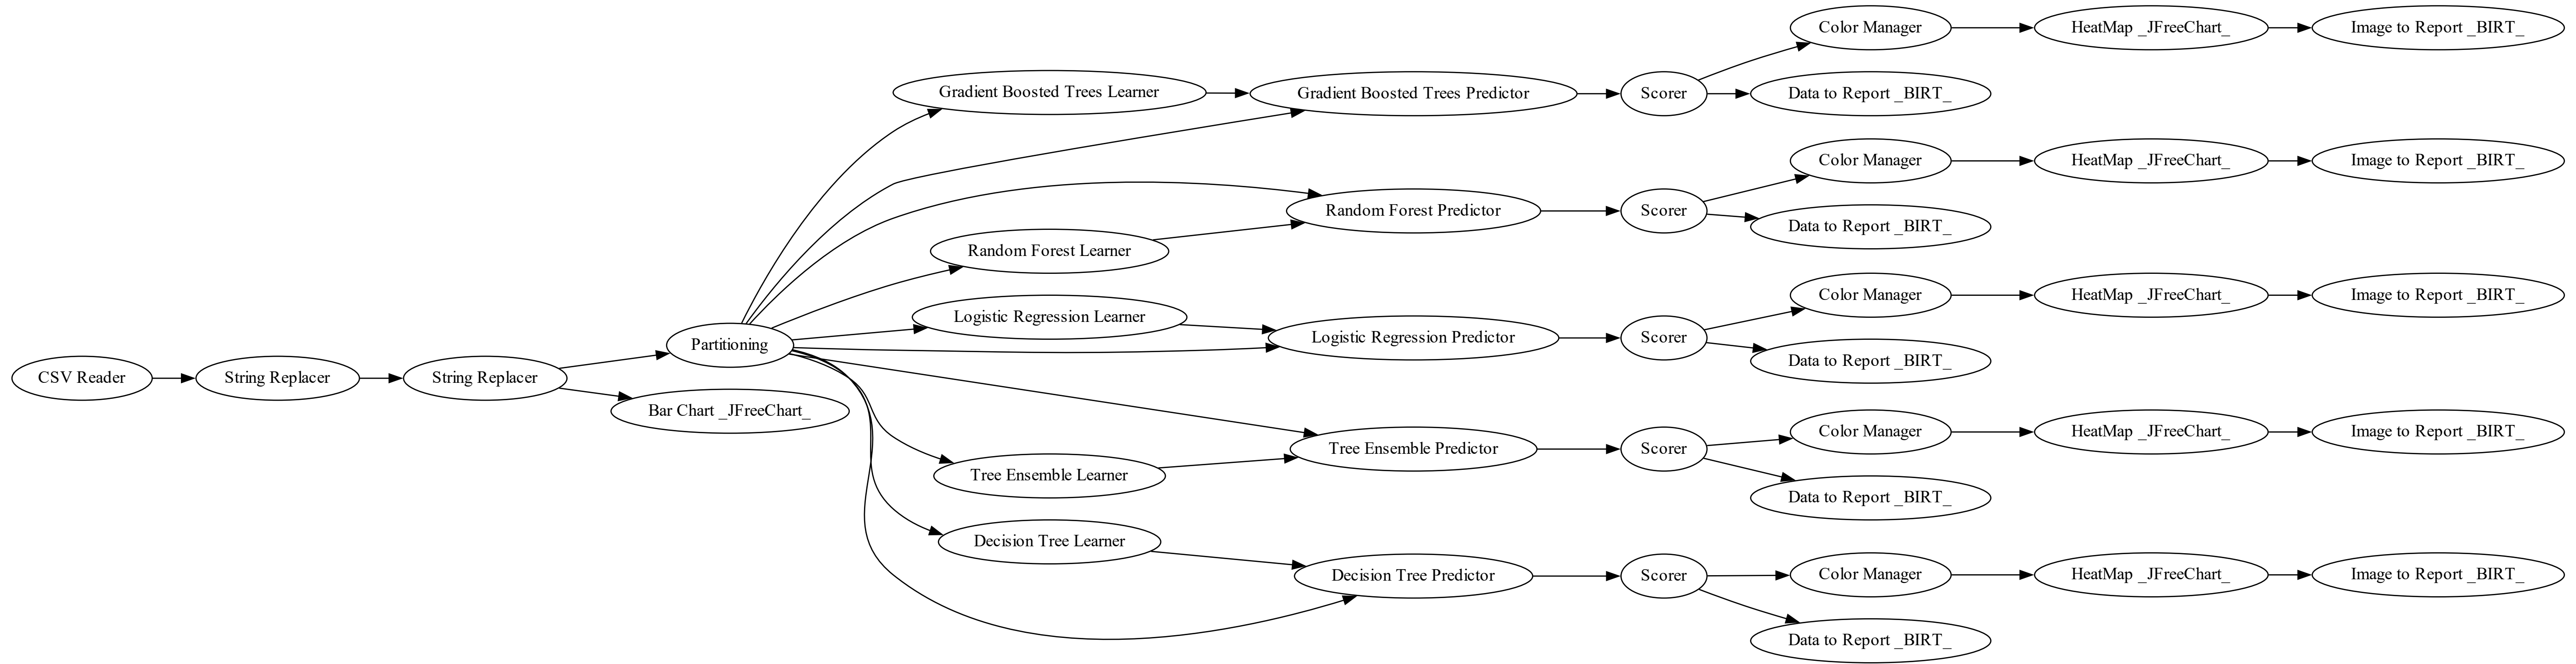 CSV Reader
String Replacer
String Replacer
Partitioning
Bar Chart _JFreeChart_
Gradient Boosted Trees Learner
Gradient Boosted Trees Predictor
Scorer
Color Manager
HeatMap _JFreeChart_
Image to Report _BIRT_
Data to Report _BIRT_
Random Forest Learner
Random Forest Predictor
Scorer
Color Manager
HeatMap _JFreeChart_
Image to Report _BIRT_
Data to Report _BIRT_
Logistic Regression Learner
Logistic Regression Predictor
Scorer
Color Manager
HeatMap _JFreeChart_
Image to Report _BIRT_
Data to Report _BIRT_
Tree Ensemble Learner
Tree Ensemble Predictor
Scorer
Color Manager
HeatMap _JFreeChart_
Image to Report _BIRT_
Data to Report _BIRT_
Decision Tree Learner
Decision Tree Predictor
Scorer
Color Manager
HeatMap _JFreeChart_
Image to Report _BIRT_
Data to Report _BIRT_